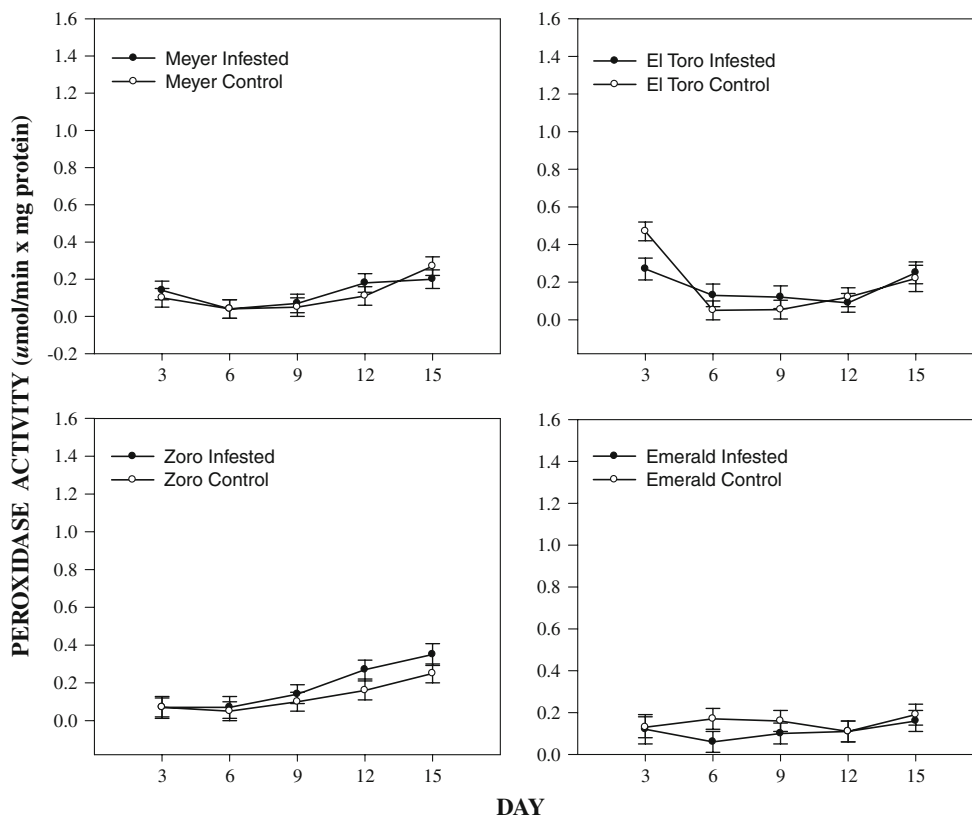 PEROXIDASE ACTIVITY (umol/min x mg protein)
1.6
1.4
1.2
1.0
0.8
0.6
0.4
0.2
0.0
-0.2
Meyer Infested
Meyer Control
3 6 9 12 15
1.6
1.4
1.2
1.0
0.8
0.6
0.4
0.2
0.0
El Toro Infested
El Toro Control
3 6 9 12 15
1.6
1.4
1.2
1.0
0.8
0.6
0.4
0.2
0.0
Zoro Infested
Zoro Control
3 6 9 12 15
1.6
1.4
1.2
1.0
0.8
0.6
0.4
0.2
0.0
Emerald Infested
Emerald Control
3 6 9 12 15
DAY